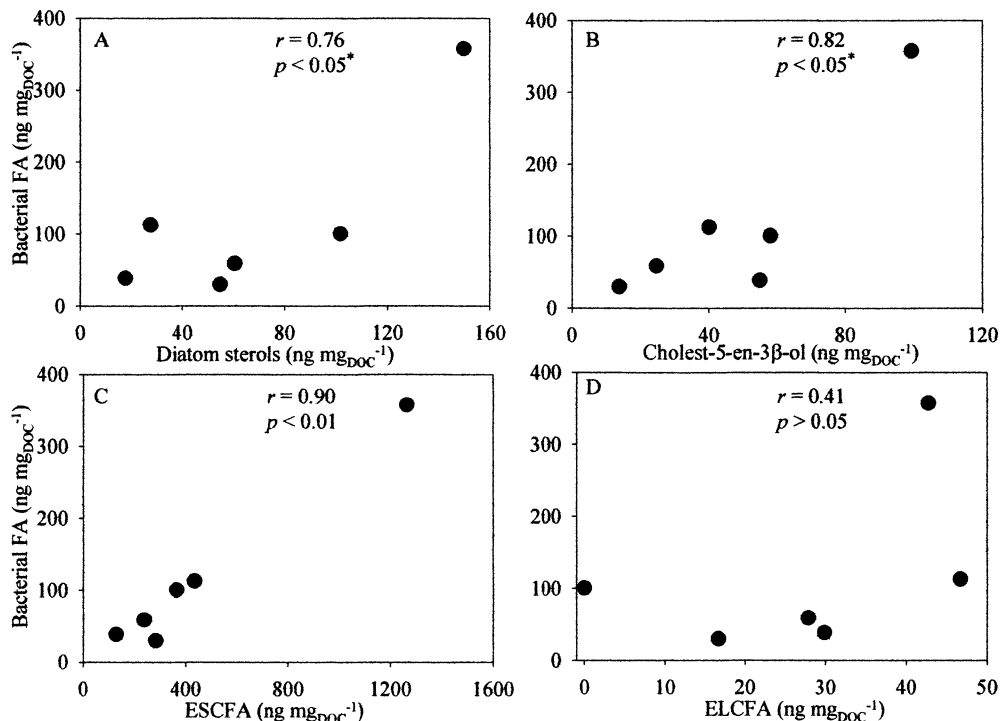 A
r = 0.76
p < 0.05*
Bacterial FA (ng mgDOC-1)
400
300
200
100
0
0 40 80 120 160
Diatom sterols (ng mgDOC-1)
B
r = 0.82
p < 0.05*
400
300
200
100
0
0 40 80 120
Cholest-5-en-3β-ol (ng mgDOC-1)
C
r = 0.90
p < 0.01
Bacterial FA (ng mgDOC-1)
400
300
200
100
0
0 400 800 1200 1600
ESCFA (ng mgDOC-1)
D
r = 0.41
p > 0.05
400
300
200
100
0
0 10 20 30 40 50
ELCFA (ng mgDOC-1)